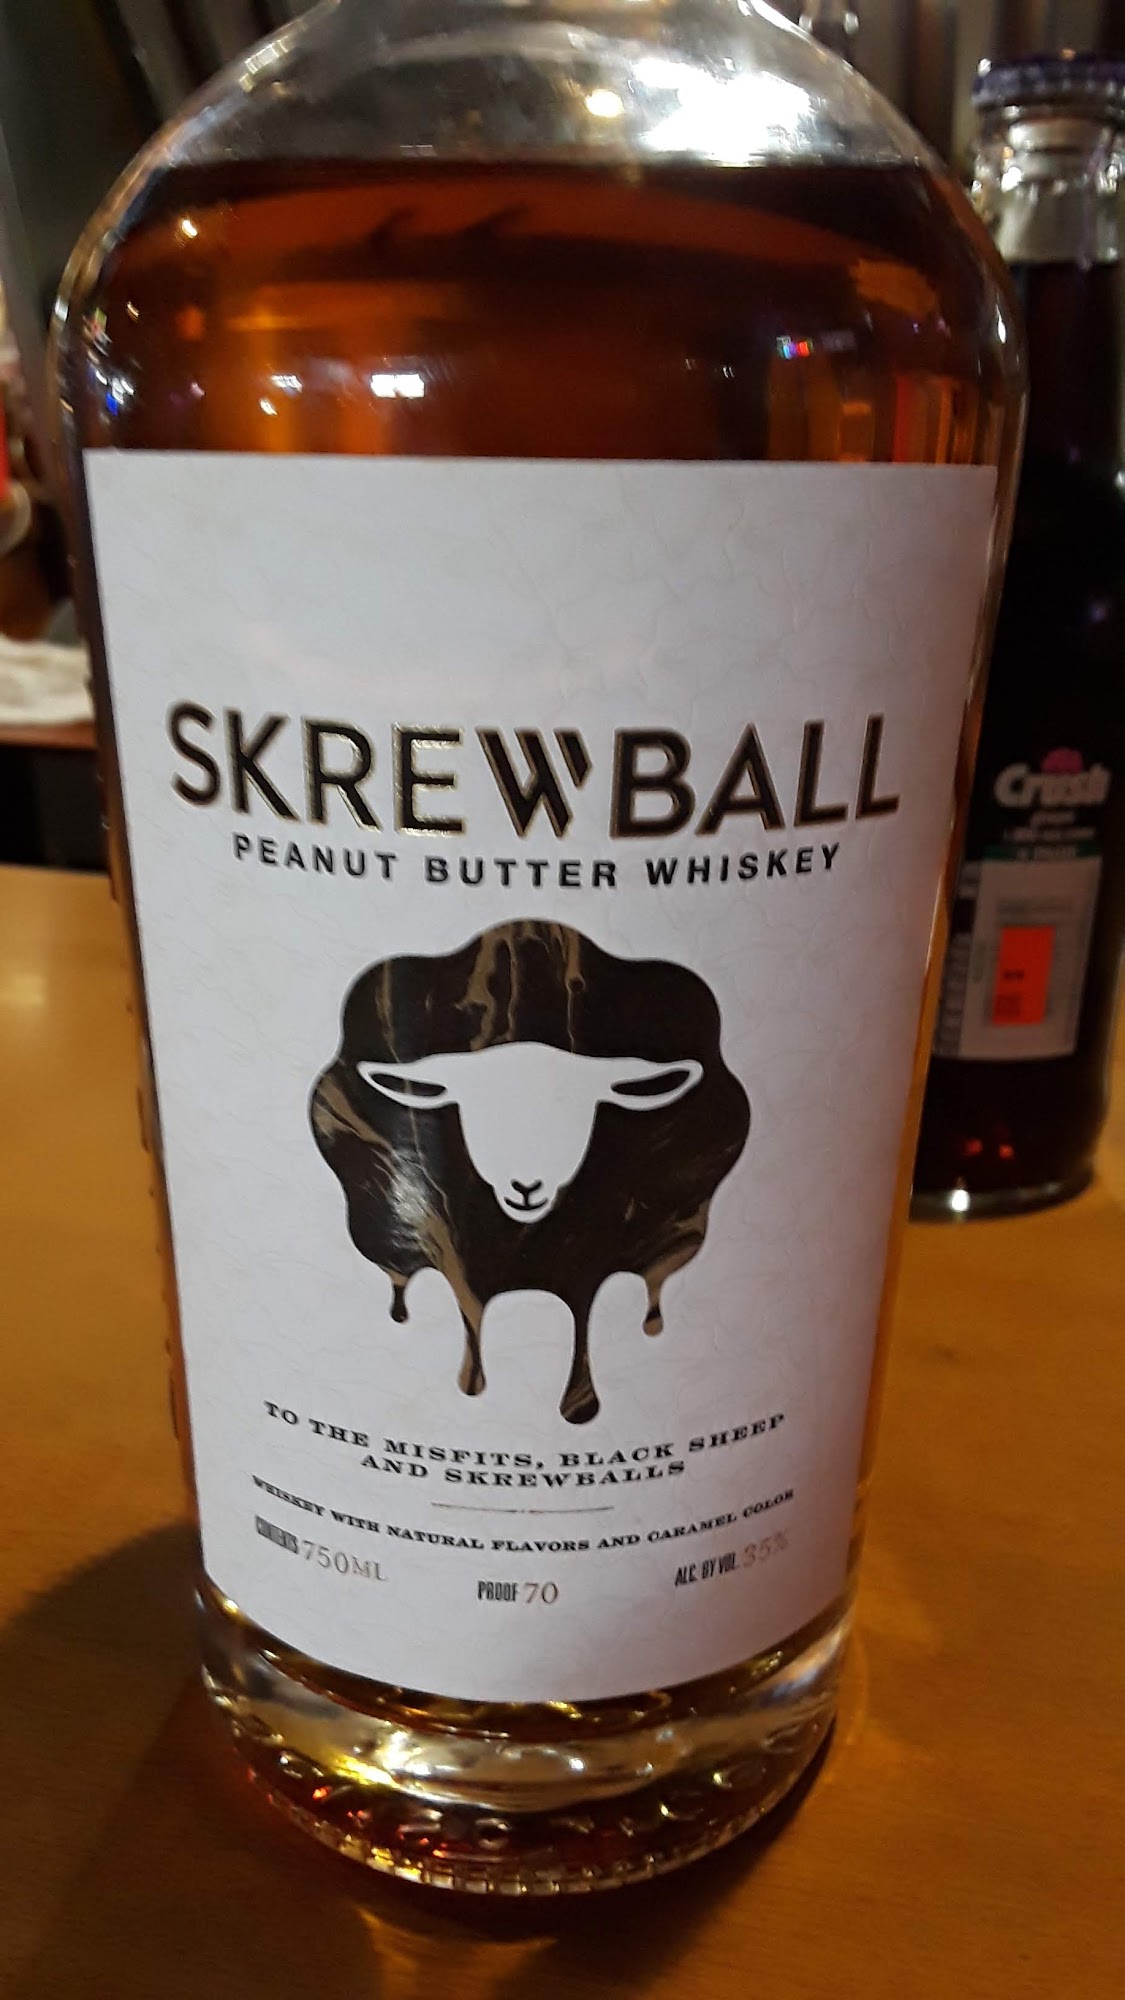 SKREWBALL
PEANUT BUTTER WHISKEY
TO THE MISFITS, BLACK SHEEP
AND SKREWBALLS
WHISKEY WITH NATURAL FLAVORS AND CARAMEL COLOR
CONTENTS 750ML
PROOF 70
ALC. BY VOL. 35%
Crush